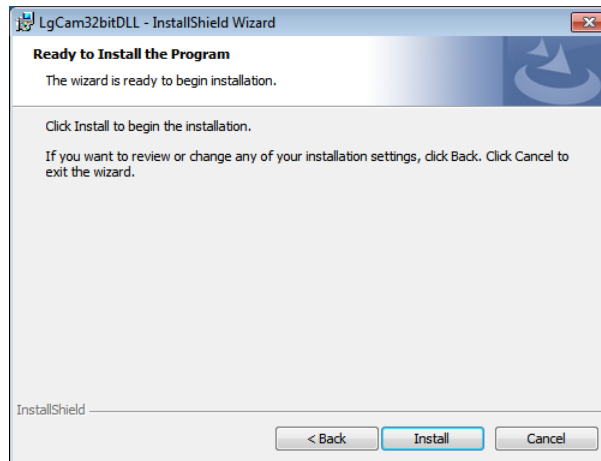 LgCam32bitDLL - InstallShield Wizard
Ready to Install the Program
The wizard is ready to begin installation.
Click Install to begin the installation.
If you want to review or change any of your installation settings, click Back. Click Cancel to
exit the wizard.
InstallShield
< Back Install Cancel